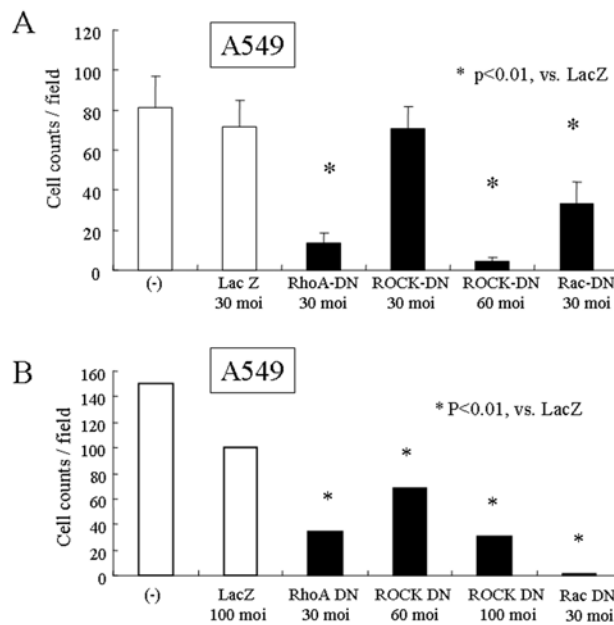 A
A549
* p<0.01, vs. LacZ
Cell counts / field
120
100
80
60
40
20
0
*
*
*
(-)
Lac Z
30 moi
RhoA-DN
30 moi
ROCK-DN
30 moi
ROCK-DN
60 moi
Rac-DN
30 moi
B
A549
* P<0.01, vs. LacZ
Cell counts / field
160
140
120
100
80
60
40
20
0
*
*
*
*
(-)
LacZ
100 moi
RhoA DN
30 moi
ROCK DN
60 moi
ROCK DN
100 moi
Rac DN
30 moi